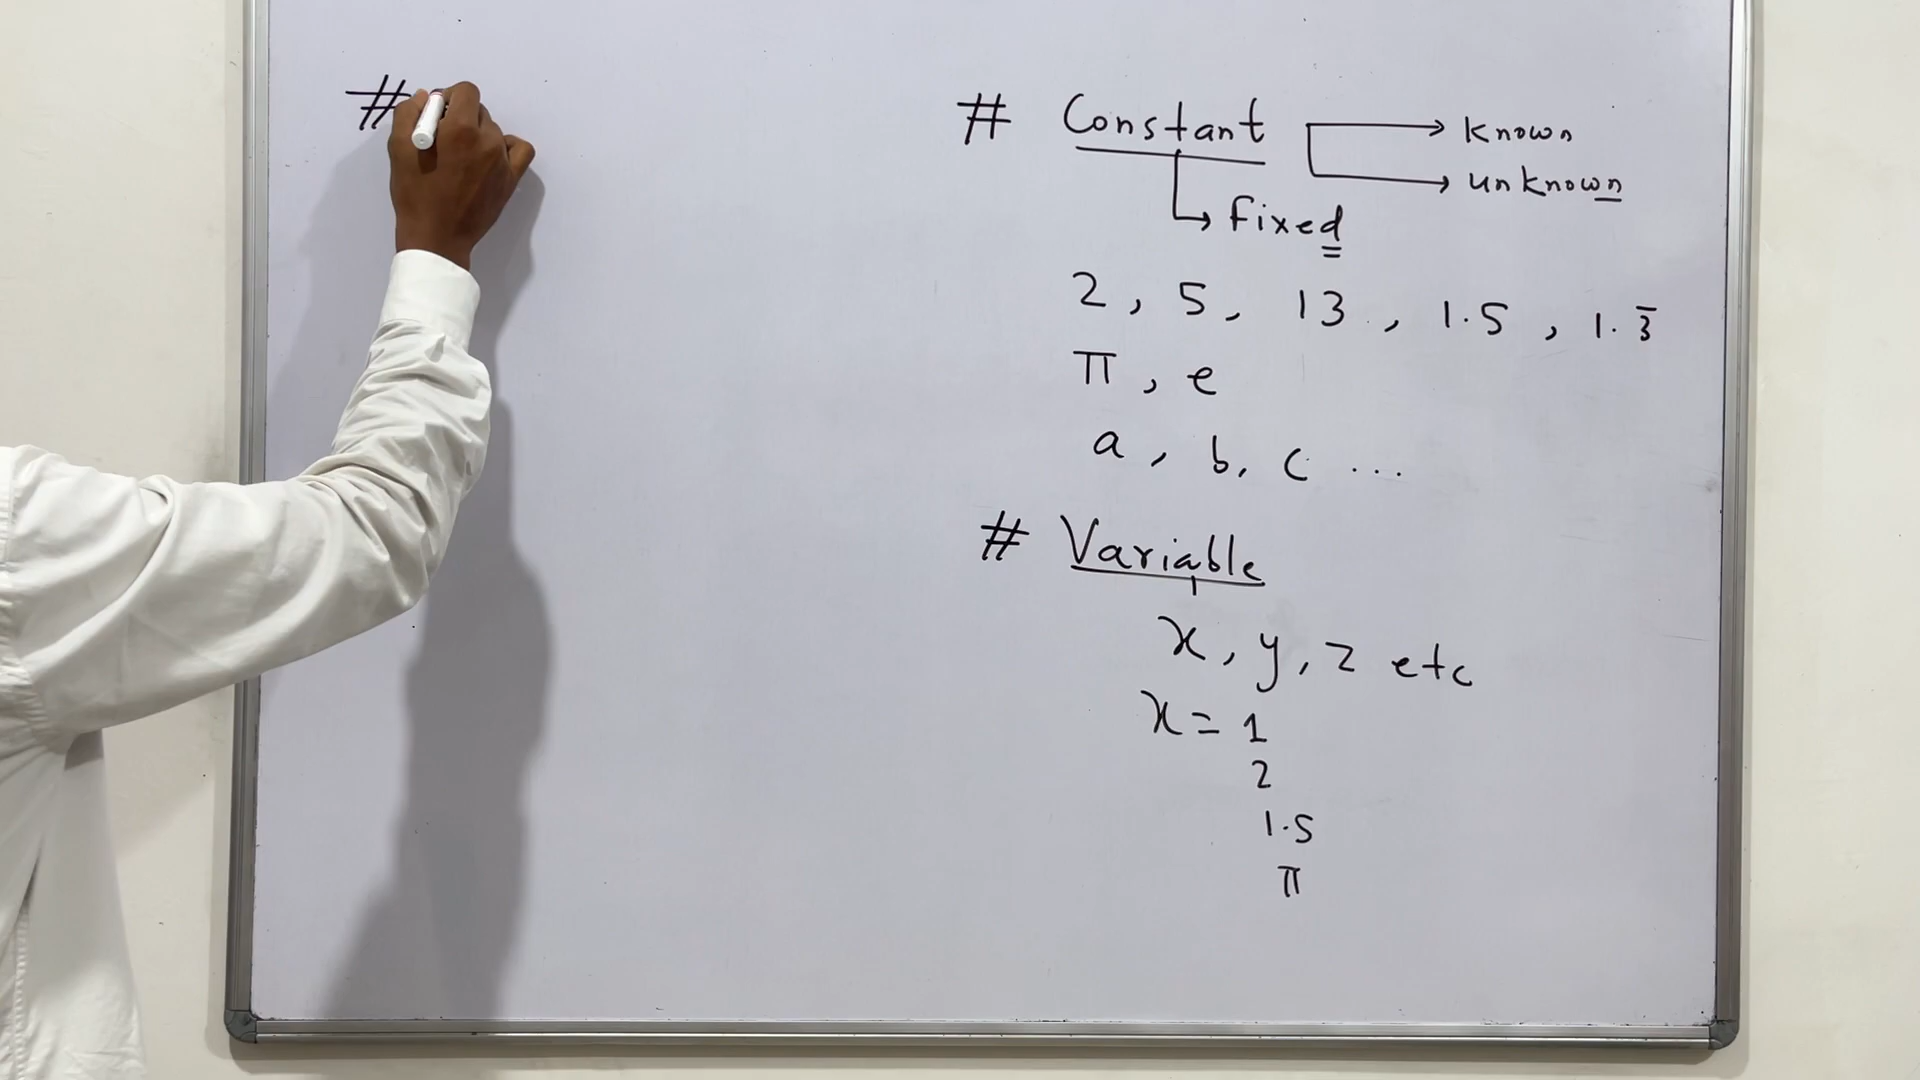 #
# Constant → known
→ unknown
↳ fixed
2, 5, 13, 1.5, 1.3̅
π, e
a, b, c ...
# Variable
x, y, z etc
x = 1
2
1.5
π